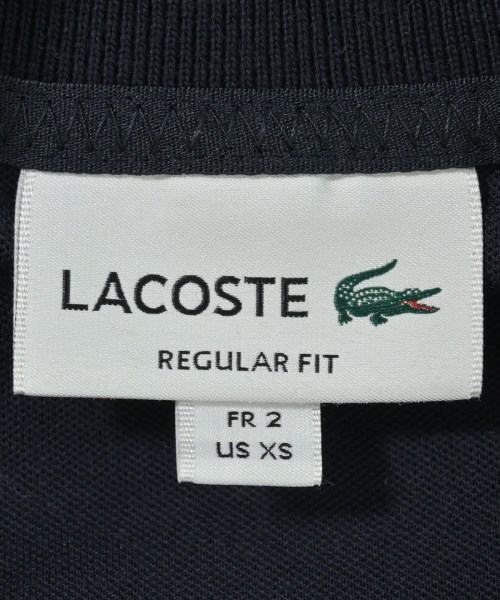 LACOSTE
REGULAR FIT
FR 2
US XS